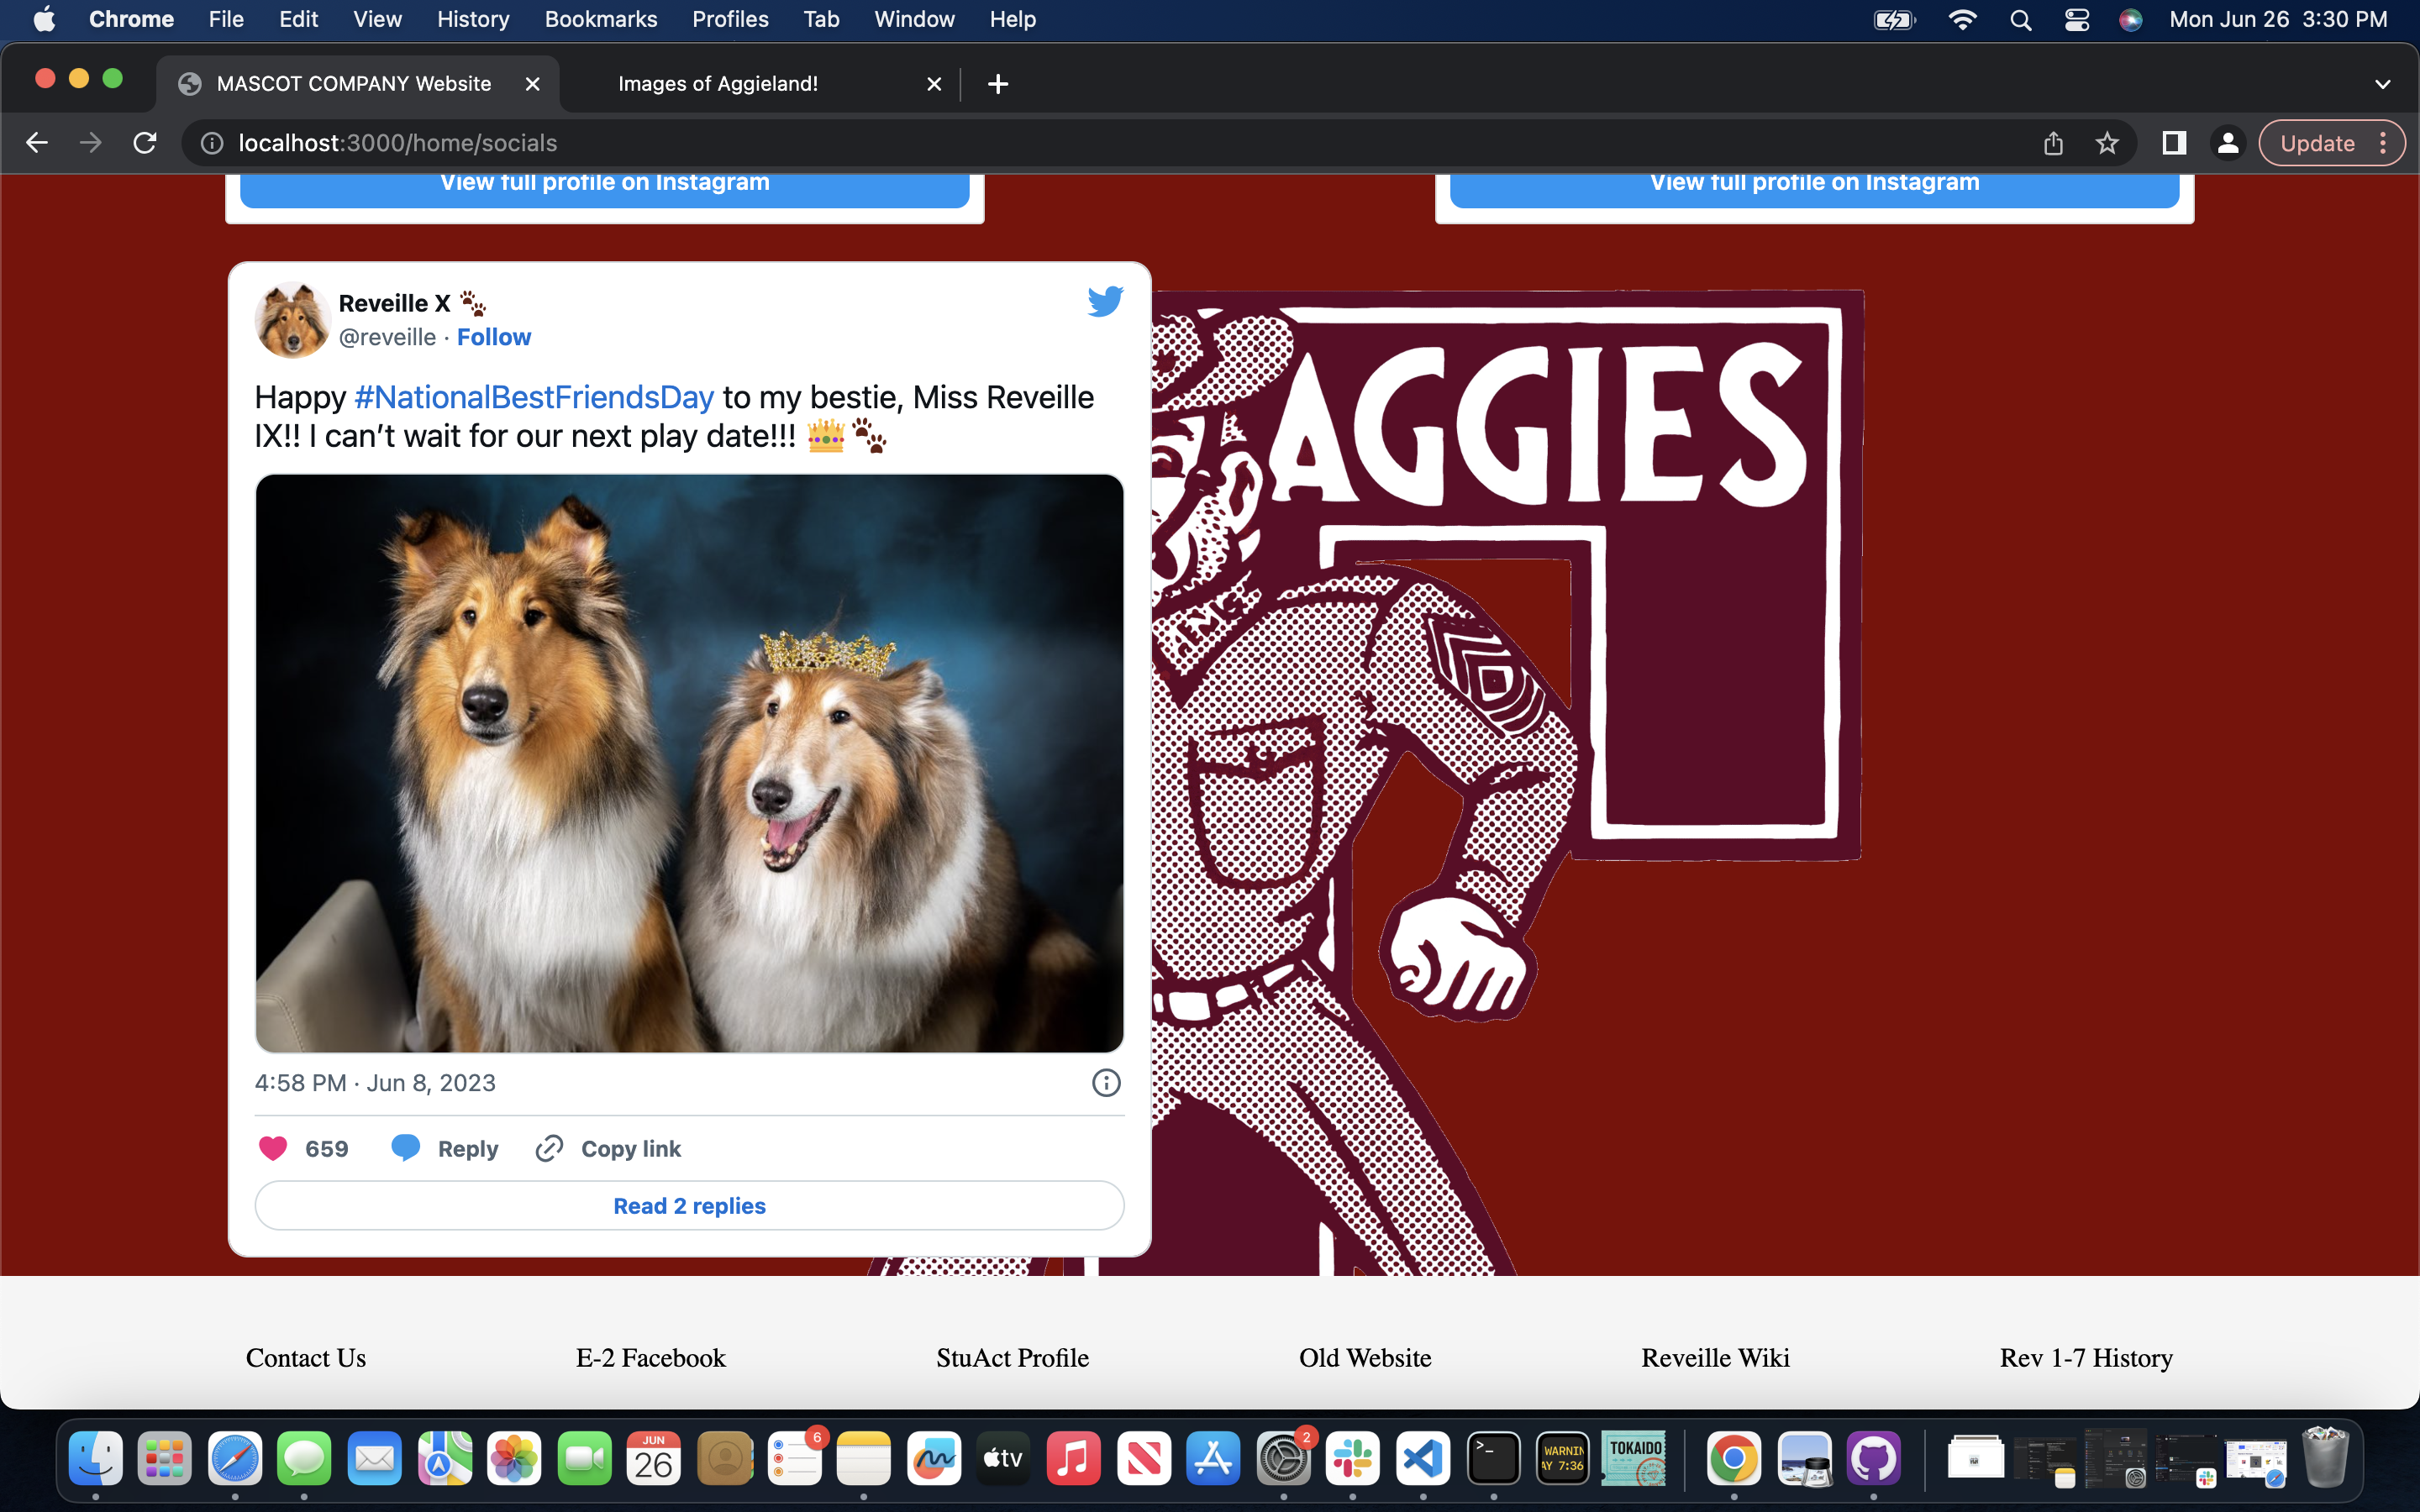 Chrome File Edit View History Bookmarks Profiles Tab Window Help Mon Jun 26 3:30 PM
MASCOT COMPANY Website Images of Aggieland!
localhost:3000/home/socials Update
View full profile on Instagram View full profile on Instagram
Reveille X
@reveille · Follow
Happy #NationalBestFriendsDay to my bestie, Miss Reveille
IX!! I can’t wait for our next play date!!!
AGGIES
4:58 PM · Jun 8, 2023
659 Reply Copy link
Read 2 replies
Contact Us E-2 Facebook StuAct Profile Old Website Reveille Wiki Rev 1-7 History
JUN
26
6
tv
2
>_
WARNIN
AY 7:36
TOKAIDO